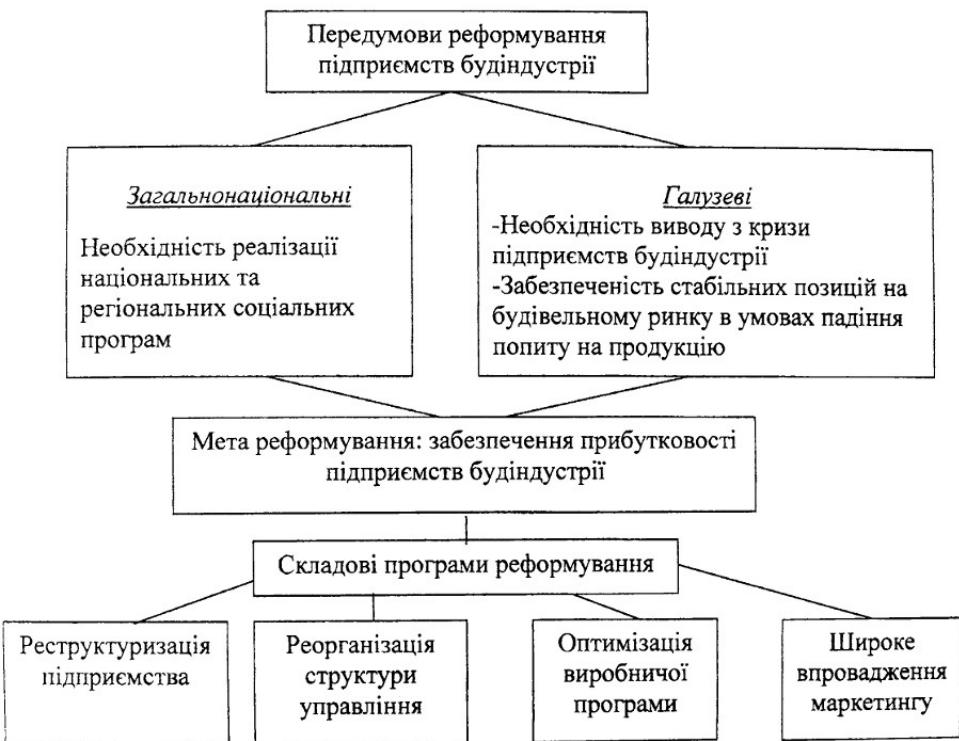 Передумови реформування
підприємств будіндустрії
Загальнонаціональні
Необхідність реалізації
національних та
регіональних соціальних
програм
Галузеві
-Необхідність виводу з кризи
підприємств будіндустрії
-Забезпеченість стабільних позицій на
будівельному ринку в умовах падіння
попиту на продукцію
Мета реформування: забезпечення прибутковості
підприємств будіндустрії
Складові програми реформування
Реструктуризація
підприємства
Реорганізація
структури
управління
Оптимізація
виробничої
програми
Широке
впровадження
маркетингу